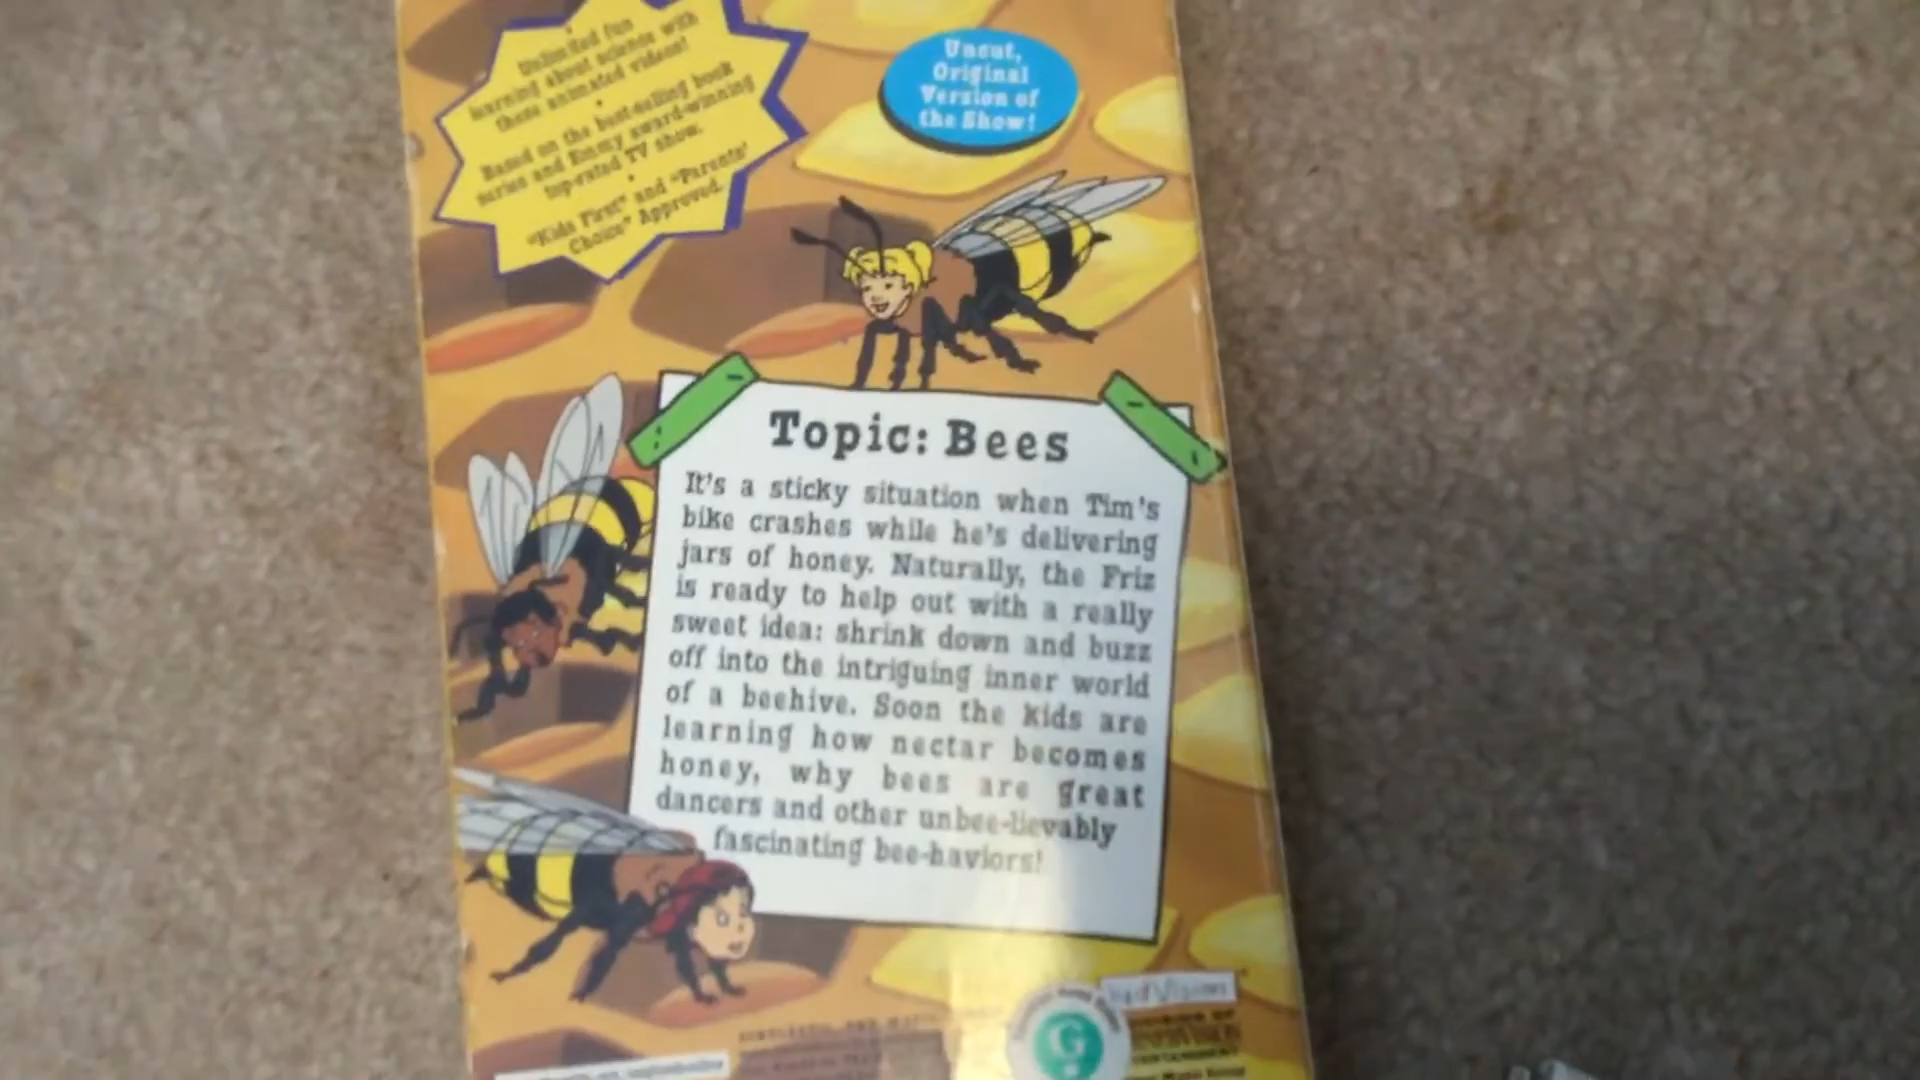 Unlimited fun
learning about science with
these animated videos!
Based on the best-selling book
series and Emmy award-winning
top-rated TV show.
"Kids First" and "Parents'
Choice" Approved.
Uncut,
Original
Version of
the Show!
Topic: Bees
It's a sticky situation when Tim's
bike crashes while he's delivering
jars of honey. Naturally, the Friz
is ready to help out with a really
sweet idea: shrink down and buzz
off into the intriguing inner world
of a beehive. Soon the kids are
learning how nectar becomes
honey, why bees are great
dancers and other unbee-lievably
fascinating bee-haviors!
G